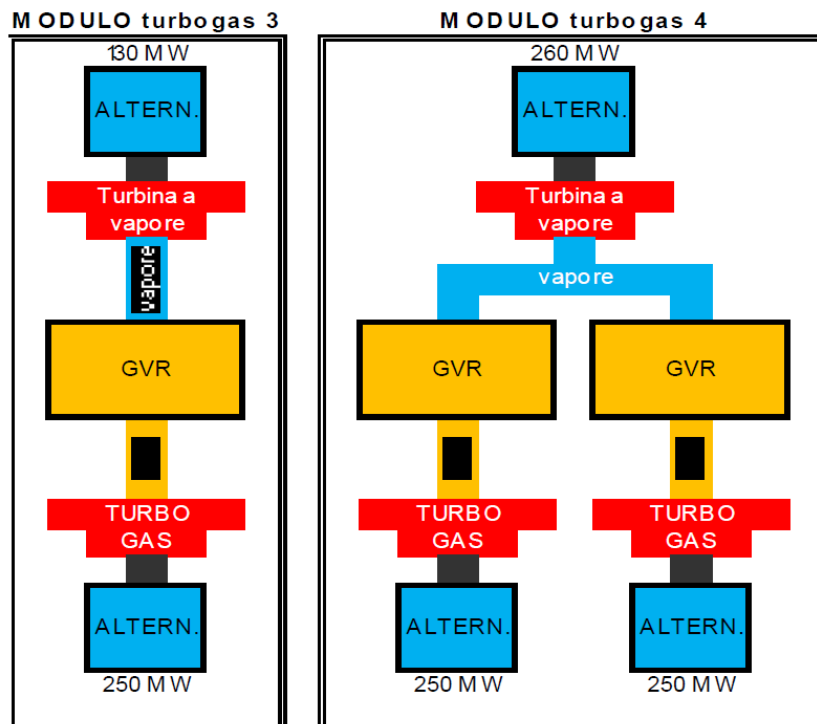 MODULO turbogas 3
130 MW
ALTERN.
Turbina a
vapore
vapore
GVR
TURBO
GAS
ALTERN.
250 MW
MODULO turbogas 4
260 MW
ALTERN.
Turbina a
vapore
vapore
GVR
GVR
TURBO
GAS
TURBO
GAS
ALTERN.
ALTERN.
250 MW
250 MW